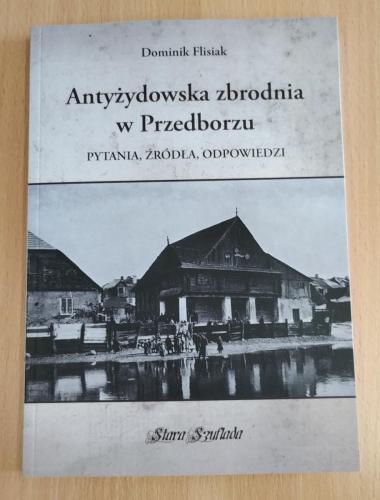 Dominik Flisiak
Antyżydowska zbrodnia
w Przedborzu
PYTANIA, ŹRÓDŁA, ODPOWIEDZI
Stara Szuflada